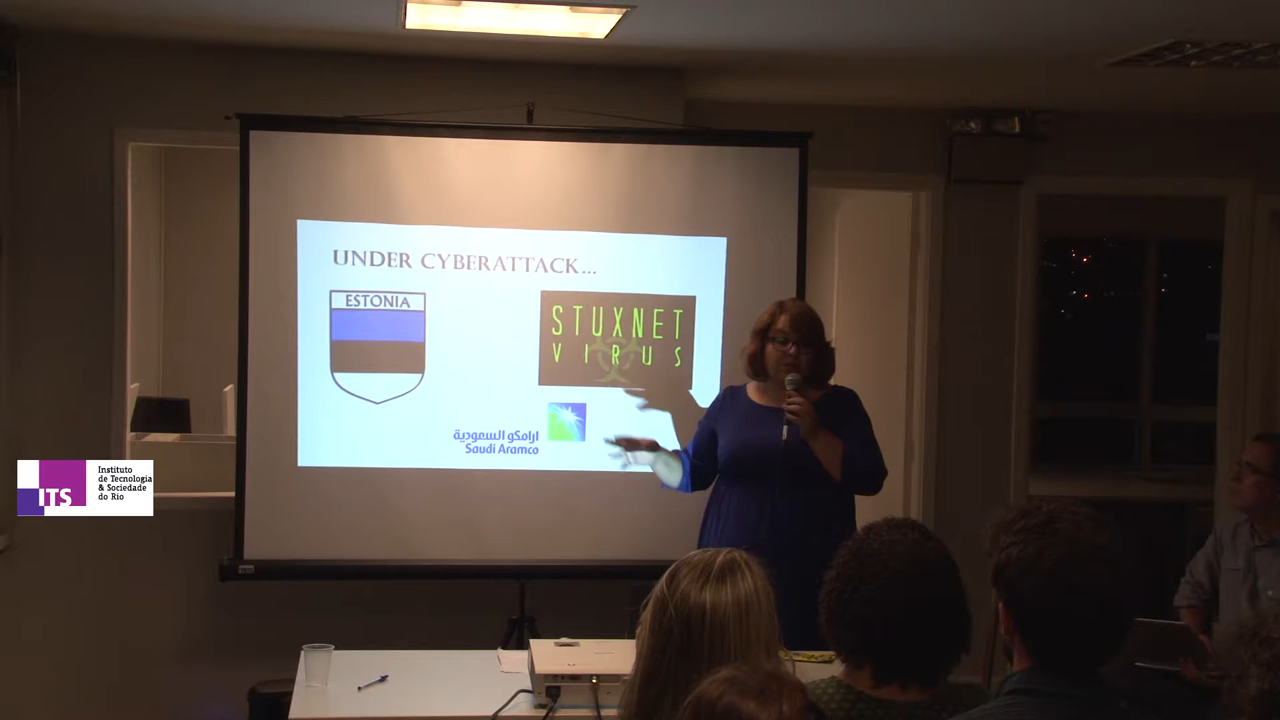 UNDER CYBERATTACK...
ESTONIA
STUXNET
VIRUS
ارامكو السعودية
Saudi Aramco
ITS
Instituto
de Tecnologia
& Sociedade
do Rio